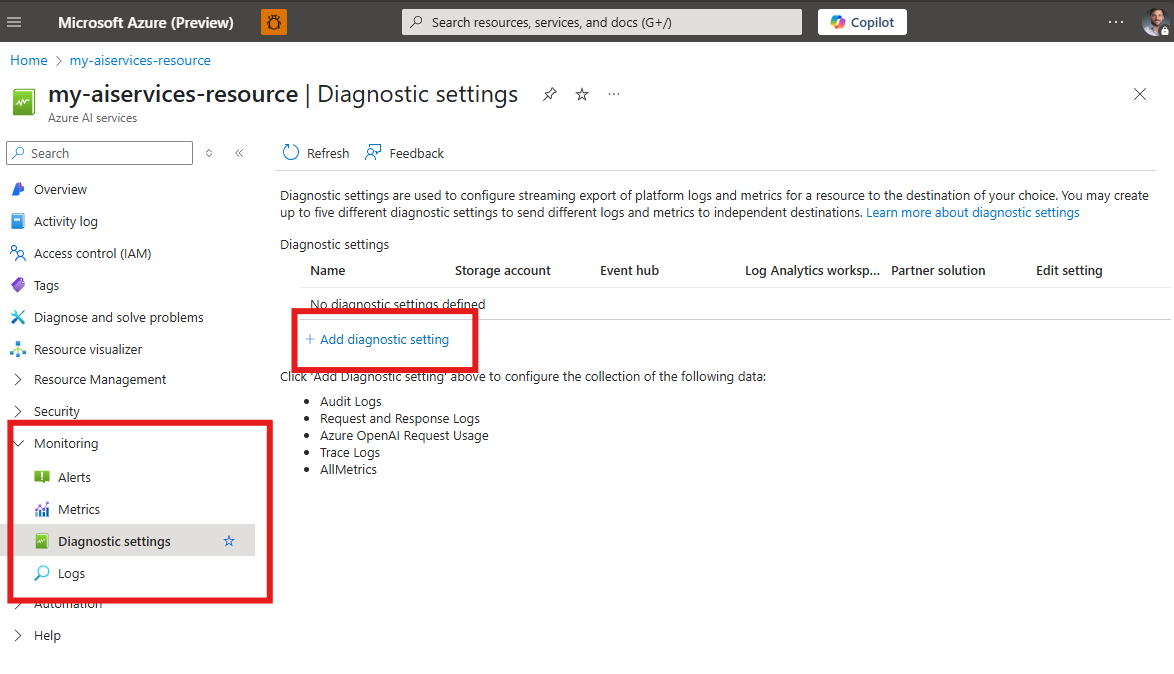 Microsoft Azure (Preview)
Search resources, services, and docs (G+/)
Copilot
Home > my-aiservices-resource
my-aiservices-resource | Diagnostic settings
Azure AI services
Search
Refresh
Feedback
Overview
Activity log
Access control (IAM)
Tags
Diagnose and solve problems
Resource visualizer
Resource Management
Security
Monitoring
Alerts
Metrics
Diagnostic settings
Logs
Automation
Help
Diagnostic settings are used to configure streaming export of platform logs and metrics for a resource to the destination of your choice. You may create
up to five different diagnostic settings to send different logs and metrics to independent destinations. Learn more about diagnostic settings
Diagnostic settings
Name Storage account Event hub Log Analytics worksp... Partner solution Edit setting
No diagnostic settings defined
+ Add diagnostic setting
Click 'Add Diagnostic setting' above to configure the collection of the following data:
• Audit Logs
• Request and Response Logs
• Azure OpenAI Request Usage
• Trace Logs
• AllMetrics